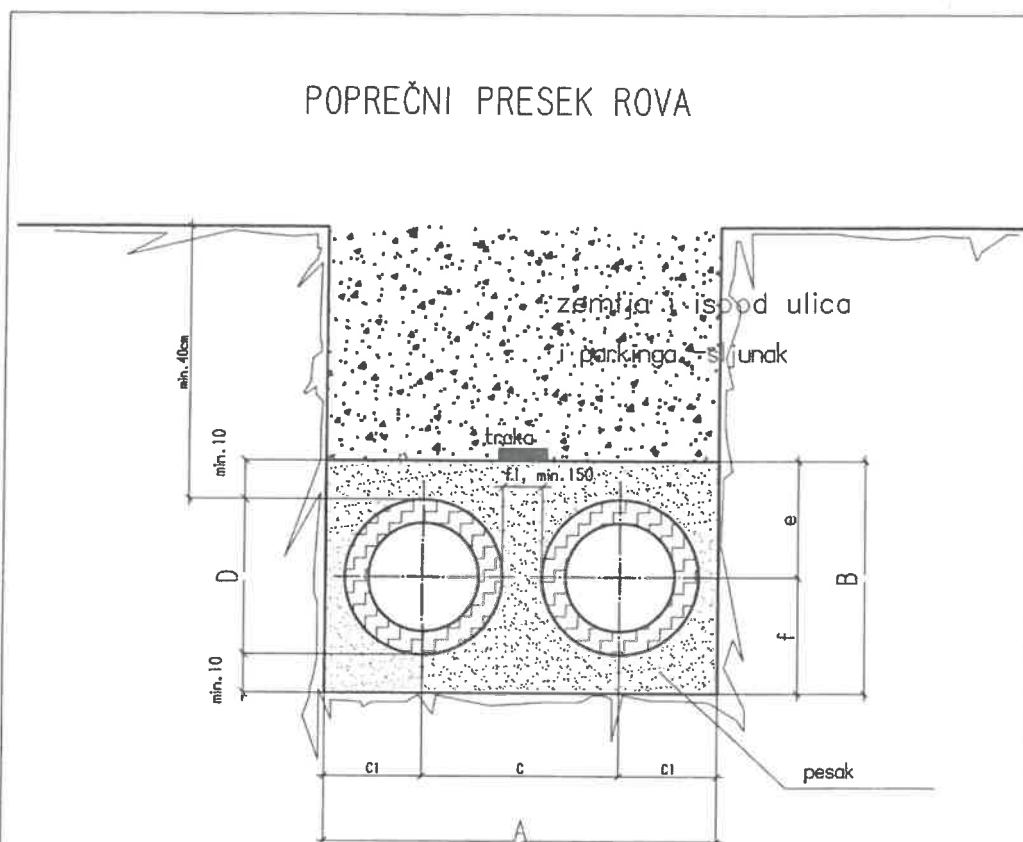 POPREČNI PRESEK ROVA
zemlja i ispod ulica
i parkinga -šljunak
min.40cm
traka
min.10
f1, min.150
e
D
B
f
min.10
C1
C
C1
pesak
A